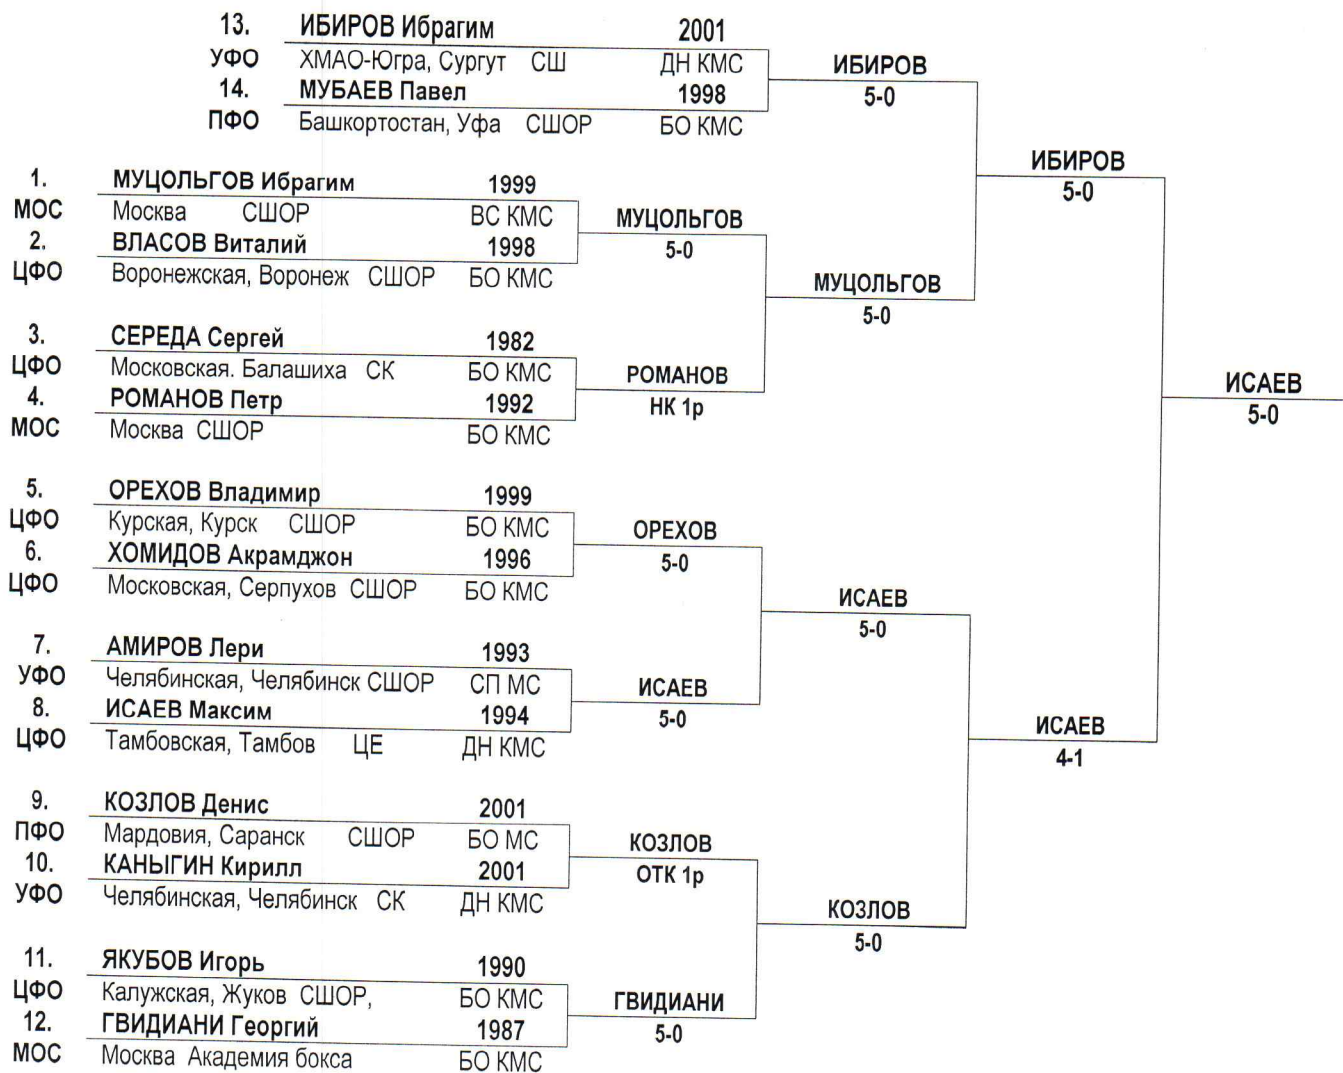 13. ИБИРОВ Ибрагим 2001
УФО ХМАО-Югра, Сургут СШ ДН КМС
14. МУБАЕВ Павел 1998
ПФО Башкортостан, Уфа СШОР БО КМС
ИБИРОВ
5-0
ИБИРОВ
5-0
1. МУЦОЛЬГОВ Ибрагим 1999
МОС Москва СШОР ВС КМС
2. ВЛАСОВ Виталий 1998
ЦФО Воронежская, Воронеж СШОР БО КМС
МУЦОЛЬГОВ
5-0
МУЦОЛЬГОВ
5-0
3. СЕРЕДА Сергей 1982
ЦФО Московская. Балашиха СК БО КМС
4. РОМАНОВ Петр 1992
МОС Москва СШОР БО КМС
РОМАНОВ
НК 1р
ИСАЕВ
5-0
5. ОРЕХОВ Владимир 1999
ЦФО Курская, Курск СШОР БО КМС
6. ХОМИДОВ Акрамджон 1996
ЦФО Московская, Серпухов СШОР БО КМС
ОРЕХОВ
5-0
ИСАЕВ
5-0
7. АМИРОВ Лери 1993
УФО Челябинская, Челябинск СШОР СП МС
8. ИСАЕВ Максим 1994
ЦФО Тамбовская, Тамбов ЦЕ ДН КМС
ИСАЕВ
5-0
ИСАЕВ
4-1
9. КОЗЛОВ Денис 2001
ПФО Мардовия, Саранск СШОР БО МС
10. КАНЫГИН Кирилл 2001
УФО Челябинская, Челябинск СК ДН КМС
КОЗЛОВ
ОТК 1р
КОЗЛОВ
5-0
11. ЯКУБОВ Игорь 1990
ЦФО Калужская, Жуков СШОР, БО КМС
12. ГВИДИАНИ Георгий 1987
МОС Москва Академия бокса БО КМС
ГВИДИАНИ
5-0